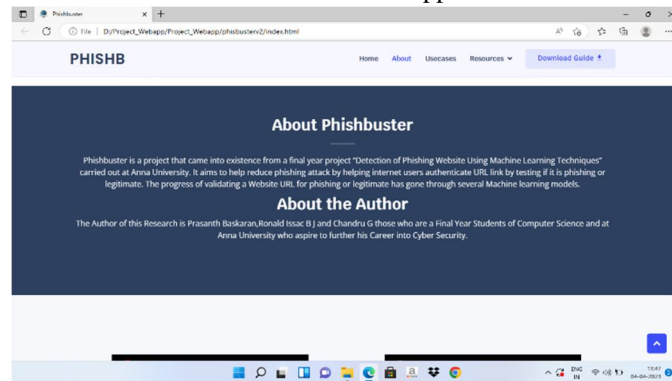 Phishbuster
File D:/Project_Webapp/Project_Webapp/phisbusterv2/index.html
PHISHB
Home About Usecases Resources Download Guide
About Phishbuster
Phishbuster is a project that came into existence from a final year project "Detection of Phishing Website Using Machine Learning Techniques"
carried out at Anna University. It aims to help reduce phishing attack by helping internet users authenticate URL link by testing if it is phishing or
legitimate. The progress of validating a Website URL for phishing or legitimate has gone through several Machine learning models.
About the Author
The Author of this Research is Prasanth Baskaran,Ronald Issac B J and Chandru G those who are a Final Year Students of Computer Science and at
Anna University who aspire to further his Career into Cyber Security.
ENG
IN
04-04-2023